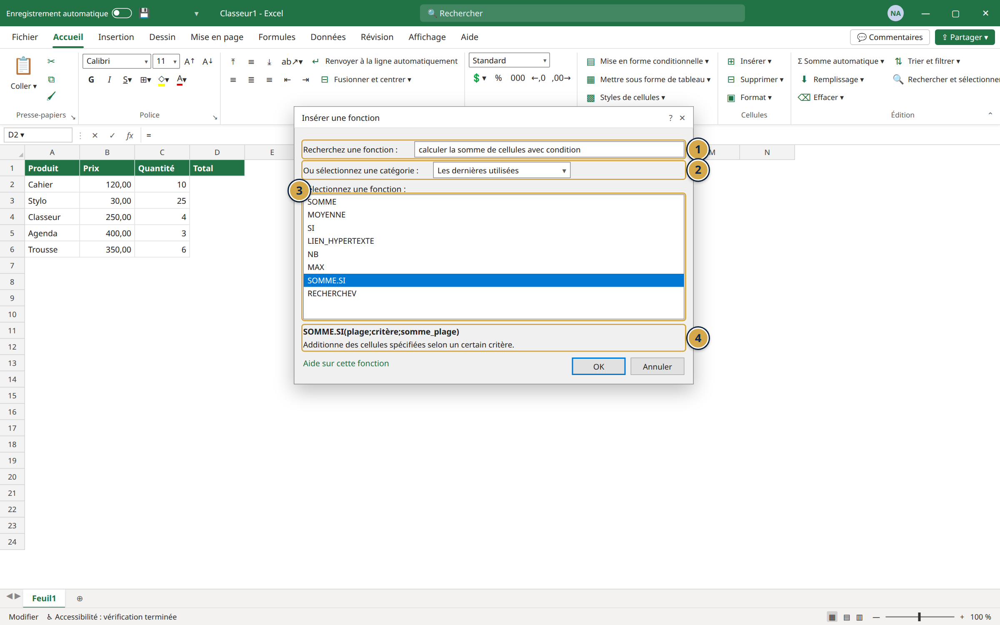 Enregistrement automatique
Classeur1 - Excel
Rechercher
NA
Fichier Accueil Insertion Dessin Mise en page Formules Données Révision Affichage Aide
Commentaires
Partager
Coller
Presse-papiers
Calibri 11
G I S A
Police
ab
Renvoyer à la ligne automatiquement
Fusionner et centrer
Standard
% 000 ←,0 ,00→
Mise en forme conditionnelle
Mettre sous forme de tableau
Styles de cellules
Insérer
Supprimer
Format
Cellules
Σ Somme automatique
Remplissage
Effacer
Trier et filtrer
Rechercher et sélectionner
Édition
D2
fx
=
A B C D E M N
1 Produit Prix Quantité Total
2 Cahier 120,00 10
3 Stylo 30,00 25
4 Classeur 250,00 4
5 Agenda 400,00 3
6 Trousse 350,00 6
7
8
9
10
11
12
13
14
15
16
17
18
19
20
21
22
23
24
Insérer une fonction
?
Recherchez une fonction : calculer la somme de cellules avec condition
1
Ou sélectionnez une catégorie : Les dernières utilisées
2
3
électionnez une fonction :
SOMME
MOYENNE
SI
LIEN_HYPERTEXTE
NB
MAX
SOMME.SI
RECHERCHEV
SOMME.SI(plage;critère;somme_plage)
Additionne des cellules spécifiées selon un certain critère.
4
Aide sur cette fonction
OK
Annuler
Feuil1
Modifier
Accessibilité : vérification terminée
— + 100 %